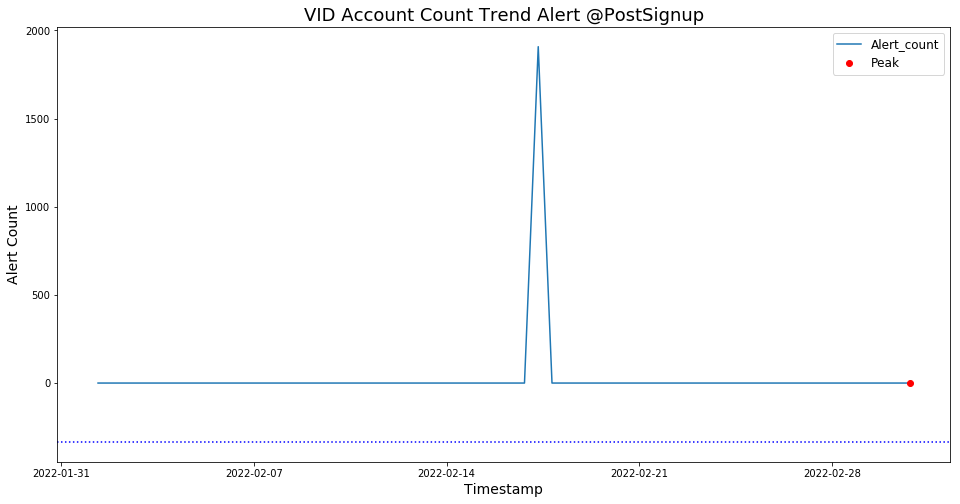 VID Account Count Trend Alert @PostSignup
Alert_count
Peak
2000
1500
1000
500
0
Alert Count
2022-01-31
2022-02-07
2022-02-14
2022-02-21
2022-02-28
Timestamp